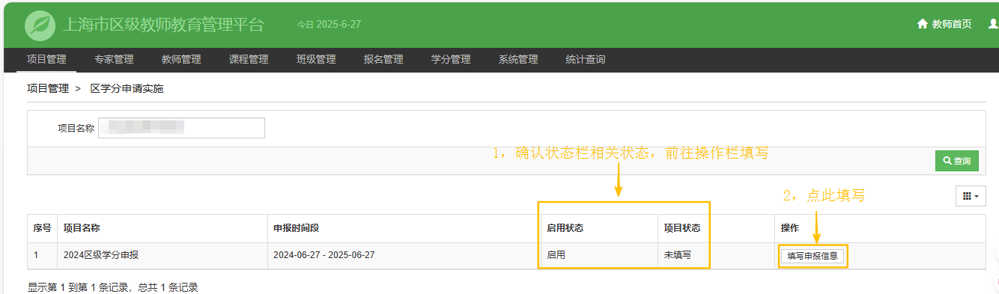 上海市区级教师教育管理平台 今日 2025-6-27 教师首页
项目管理 专家管理 教师管理 课程管理 班级管理 报名管理 学分管理 系统管理 统计查询
项目管理 > 区学分申请实施
项目名称
1，确认状态栏相关状态，前往操作栏填写
查询
2，点此填写
序号 项目名称 申报时间段 启用状态 项目状态 操作
1 2024区级学分申报 2024-06-27 - 2025-06-27 启用 未填写 填写申报信息
显示第 1 到第 1 条记录，总共 1 条记录